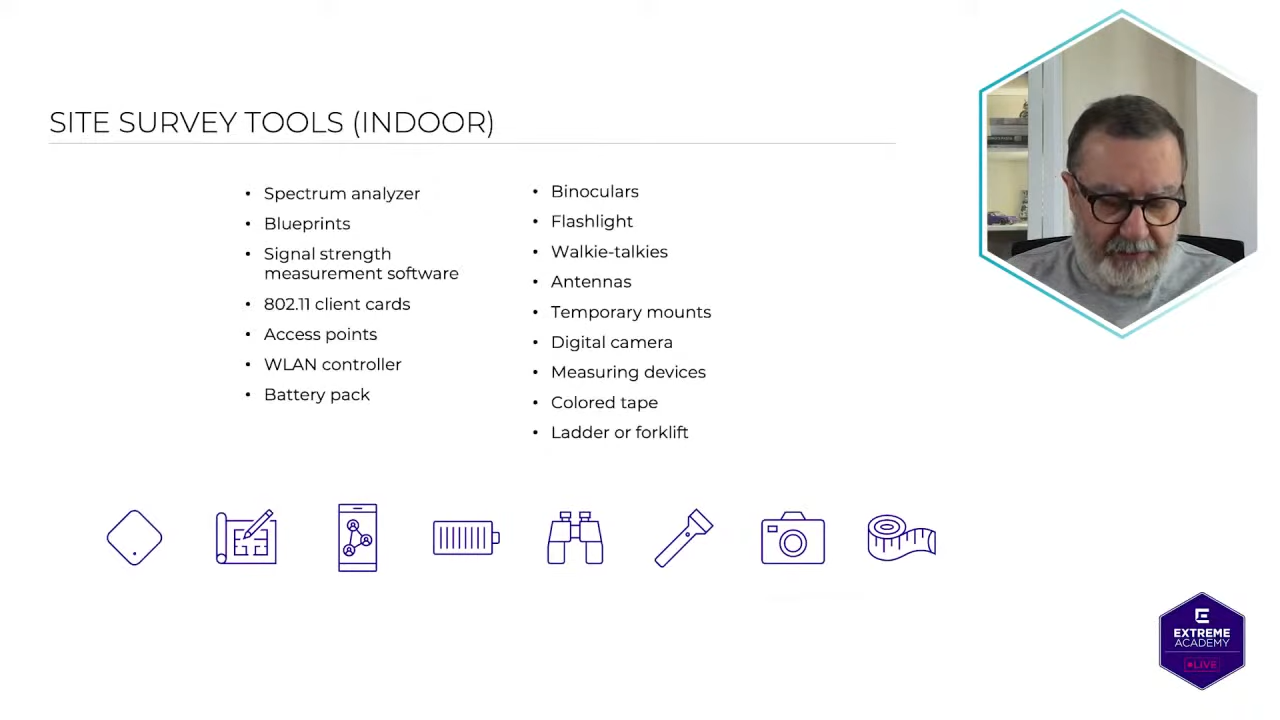 SITE SURVEY TOOLS (INDOOR)
• Spectrum analyzer
• Blueprints
• Signal strength
measurement software
• 802.11 client cards
• Access points
• WLAN controller
• Battery pack
• Binoculars
• Flashlight
• Walkie-talkies
• Antennas
• Temporary mounts
• Digital camera
• Measuring devices
• Colored tape
• Ladder or forklift
EXTREME
ACADEMY
LIVE